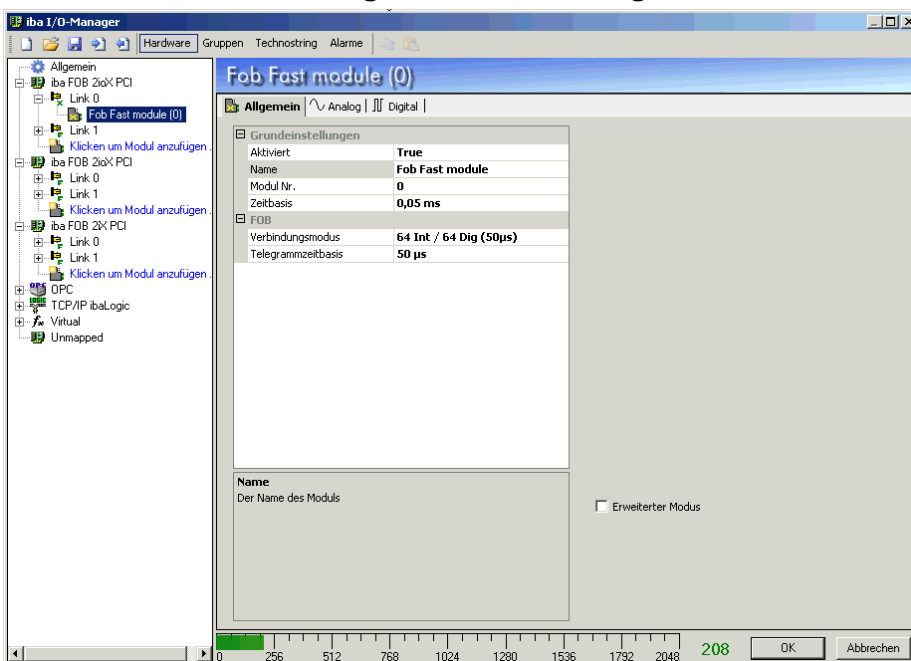 iba I/O-Manager
Hardware Gruppen Technostring Alarme
Allgemein
iba FOB 2ioX PCI
Link 0
Fob Fast module (0)
Link 1
Klicken um Modul anzufügen .
iba FOB 2ioX PCI
Link 0
Link 1
Klicken um Modul anzufügen .
iba FOB 2iX PCI
Link 0
Link 1
Klicken um Modul anzufügen .
OPC
TCP/IP ibaLogic
Virtual
Unmapped
Fob Fast module (0)
Allgemein Analog Digital
Grundeinstellungen
Aktiviert True
Name Fob Fast module
Modul Nr. 0
Zeitbasis 0,05 ms
FOB
Verbindungsmodus 64 Int / 64 Dig (50µs)
Telegrammzeitbasis 50 µs
Name
Der Name des Moduls
Erweiterter Modus
0 256 512 768 1024 1280 1536 1792 2048
208
OK
Abbrechen